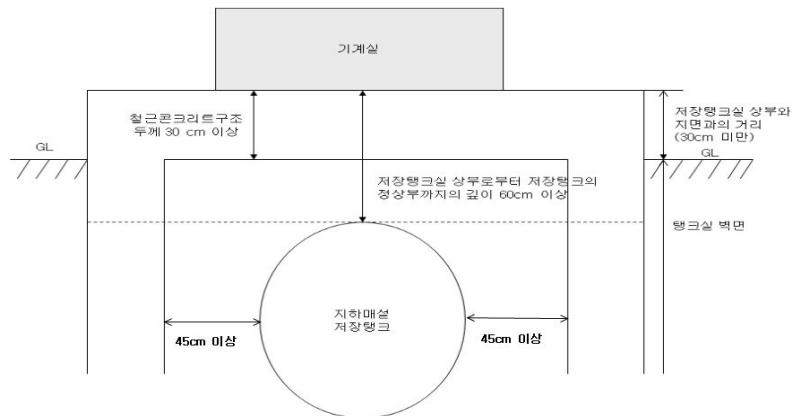 기계실
철근콘크리트구조
두께 30 cm 이상
저장탱크실 상부와
지면과의 거리
(30cm 미만)
GL
GL
저장탱크실 상부로부터 저장탱크의
정상부까지의 깊이 60cm 이상
탱크실 벽면
지하매설
저장탱크
45cm 이상
45cm 이상